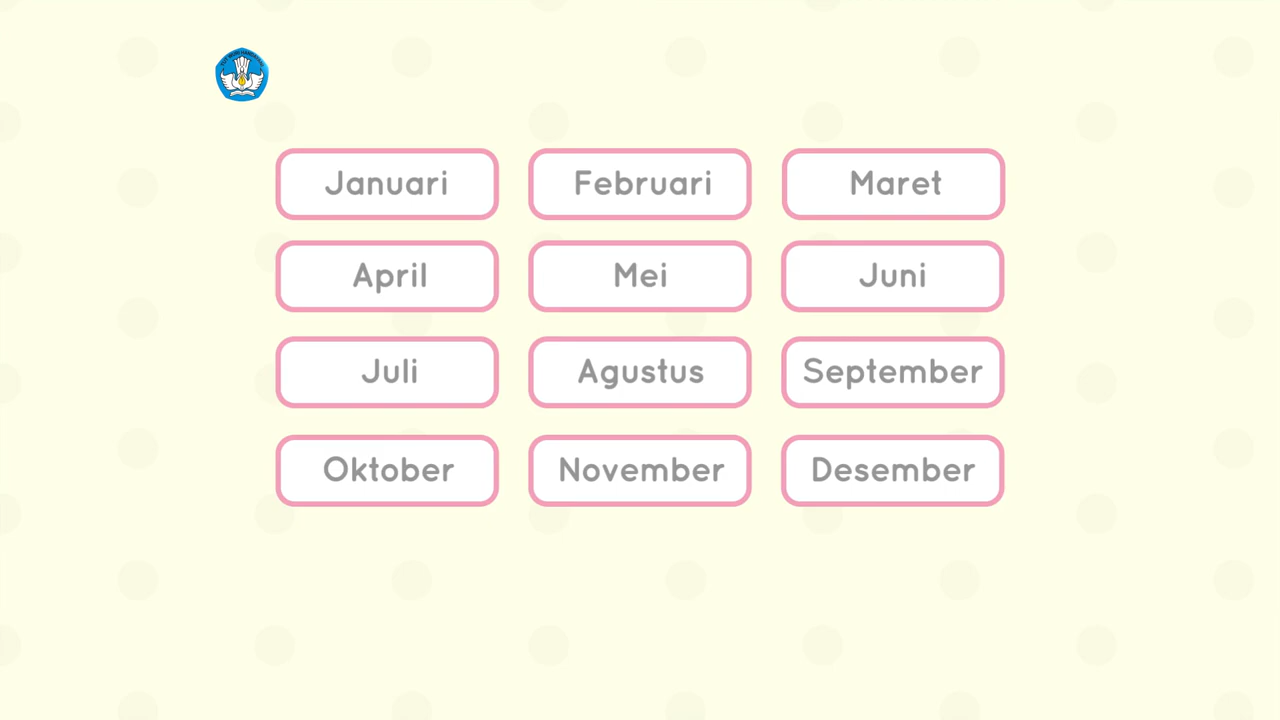 Januari
Februari
Maret
April
Mei
Juni
Juli
Agustus
September
Oktober
November
Desember